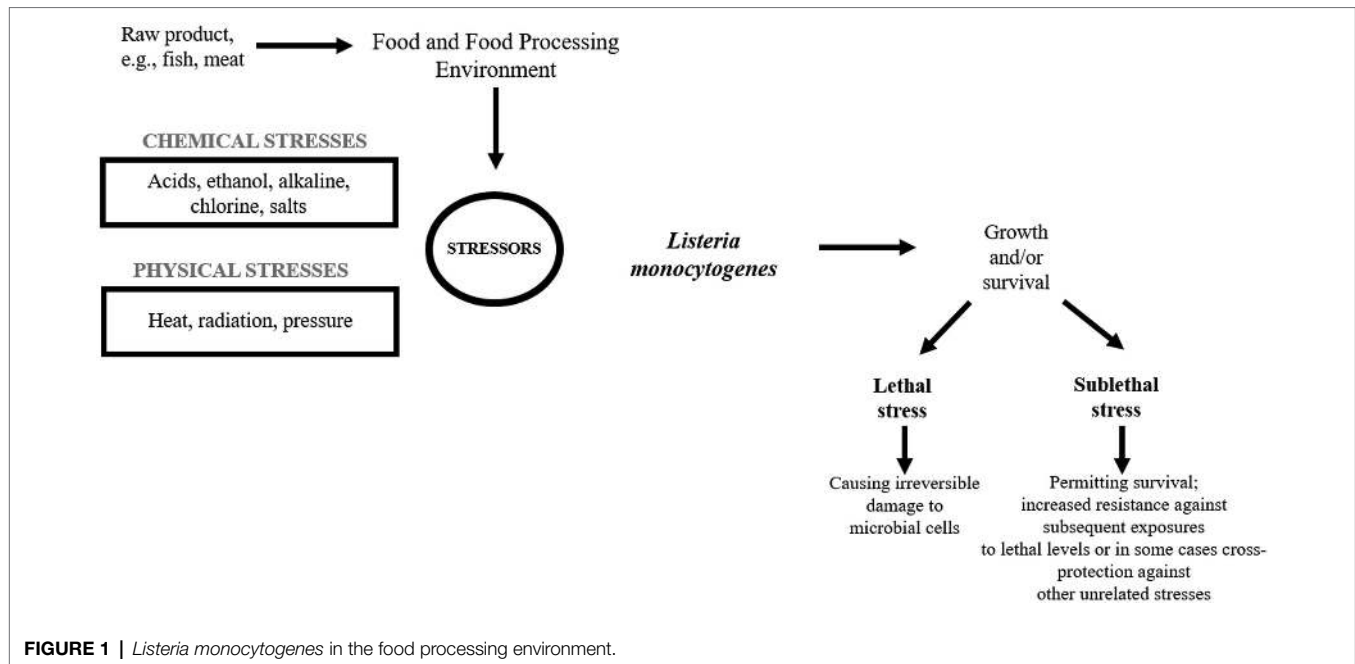 Raw product,
e.g., fish, meat
Food and Food Processing
Environment
CHEMICAL STRESSES
Acids, ethanol, alkaline,
chlorine, salts
PHYSICAL STRESSES
Heat, radiation, pressure
STRESSORS
Listeria
monocytogenes
Growth
and/or
survival
Lethal
stress
Causing irreversible
damage to
microbial cells
Sublethal
stress
Permitting survival;
increased resistance against
subsequent exposures
to lethal levels or in some cases cross-
protection against
other unrelated stresses
FIGURE 1 | Listeria monocytogenes in the food processing environment.